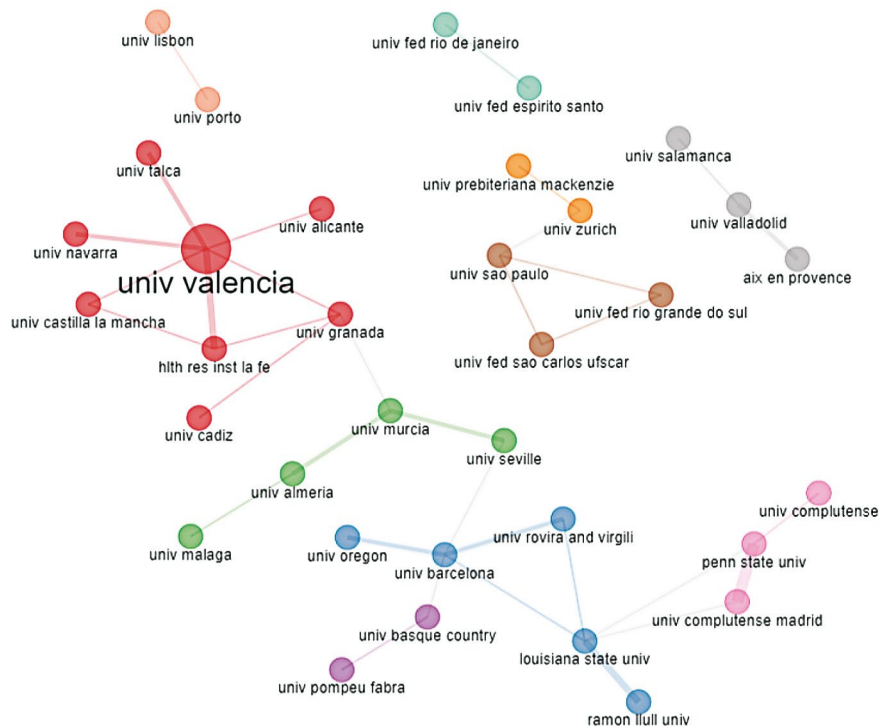 univ lisbon
univ fed rio de janeiro
univ porto
univ fed espirito santo
univ talca
univ salamanca
univ prebiteriana mackenzie
univ alicante
univ zurich
univ valladolid
univ navarra
univ valencia
univ sao paulo
aix en provence
univ castilla la mancha
univ granada
univ fed rio grande do sul
hlth res inst la fe
univ fed sao carlos ufscar
univ cadiz
univ murcia
univ seville
univ almeria
univ complutense
univ malaga
univ oregon
univ rovira and virgili
univ barcelona
penn state univ
univ complutense madrid
univ basque country
louisiana state univ
univ pompeu fabra
ramon llull univ